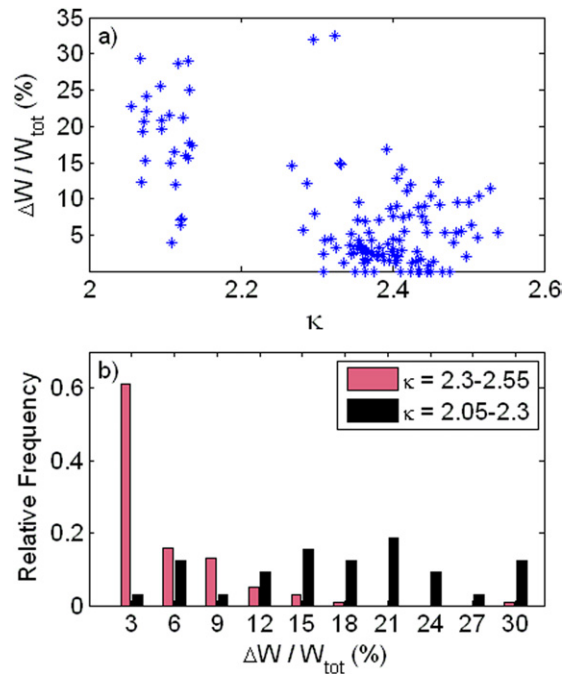 a)
ΔW / W_tot (%)
35
30
25
20
15
10
5
2
2.2
2.4
2.6
κ
b)
Relative Frequency
0.6
0.4
0.2
0
κ = 2.3-2.55
κ = 2.05-2.3
3 6 9 12 15 18 21 24 27 30
ΔW / W_tot (%)